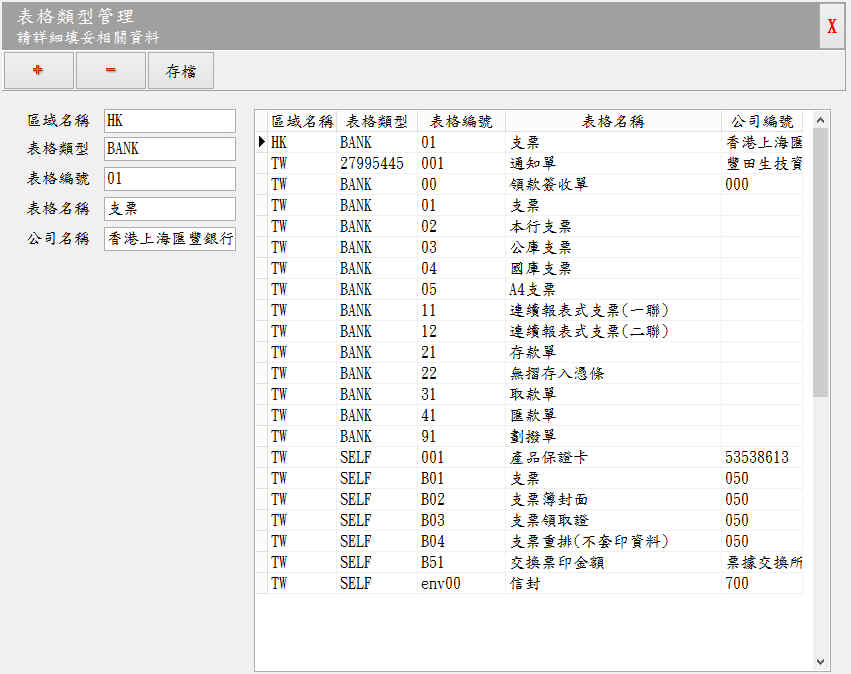 表格類型管理
請詳細填妥相關資料
X
+ - 存檔
區域名稱 HK
表格類型 BANK
表格編號 01
表格名稱 支票
公司名稱 香港上海匯豐銀行
區域名稱 表格類型 表格編號 表格名稱 公司編號
HK BANK 01 支票 香港上海匯
TW 27995445 001 通知單 豐田生技資
TW BANK 00 領款簽收單 000
TW BANK 01 支票
TW BANK 02 本行支票
TW BANK 03 公庫支票
TW BANK 04 國庫支票
TW BANK 05 A4支票
TW BANK 11 連續報表式支票(一聯)
TW BANK 12 連續報表式支票(二聯)
TW BANK 21 存款單
TW BANK 22 無摺存入憑條
TW BANK 31 取款單
TW BANK 41 匯款單
TW BANK 91 劃撥單
TW SELF 001 產品保證卡 53538613
TW SELF B01 支票 050
TW SELF B02 支票簿封面 050
TW SELF B03 支票領取證 050
TW SELF B04 支票重排(不套印資料) 050
TW SELF B51 交換票印金額 票據交換所
TW SELF env00 信封 700